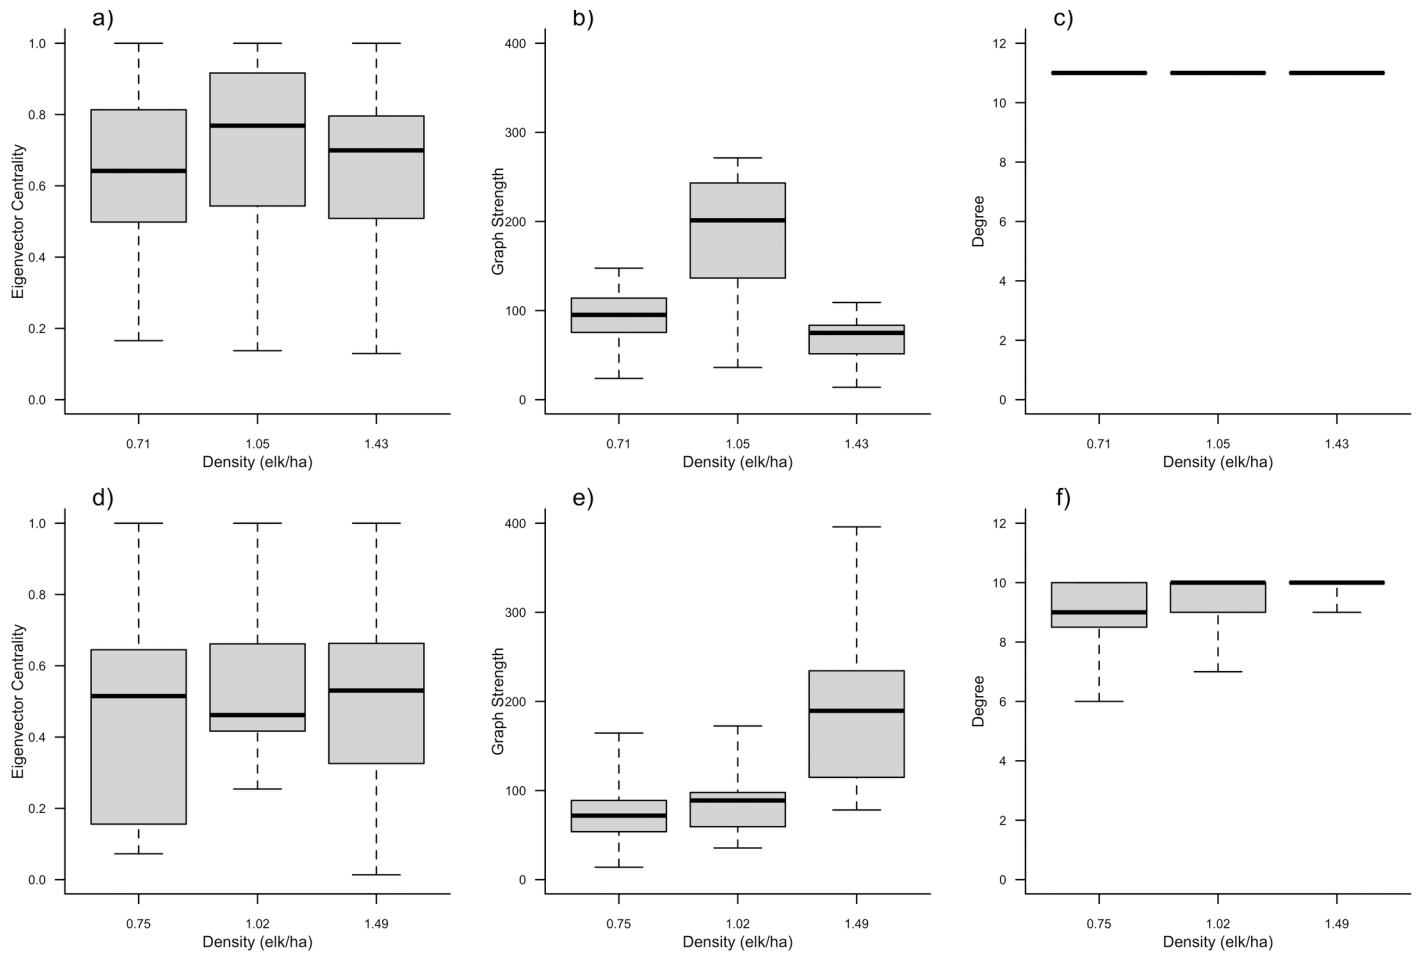 a)
1.0
0.8
0.6
0.4
0.2
0.0
Eigenvector Centrality
0.71 1.05 1.43
Density (elk/ha)
b)
400
300
200
100
0
Graph Strength
0.71 1.05 1.43
Density (elk/ha)
c)
12
10
8
6
4
2
0
Degree
0.71 1.05 1.43
Density (elk/ha)
d)
1.0
0.8
0.6
0.4
0.2
0.0
Eigenvector Centrality
0.75 1.02 1.49
Density (elk/ha)
e)
400
300
200
100
0
Graph Strength
0.75 1.02 1.49
Density (elk/ha)
f)
12
10
8
6
4
2
0
Degree
0.75 1.02 1.49
Density (elk/ha)